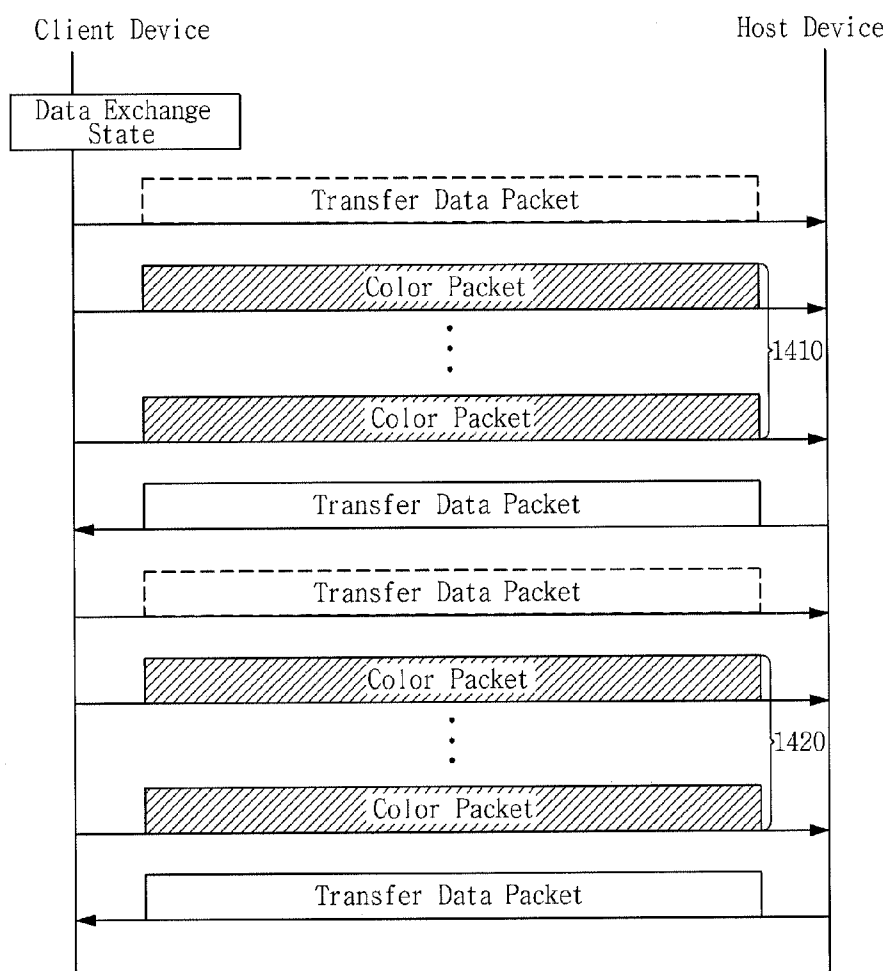 Client Device
Host Device
Data Exchange
State
Transfer Data Packet
Color Packet
1410
Color Packet
Transfer Data Packet
Transfer Data Packet
Color Packet
1420
Color Packet
Transfer Data Packet